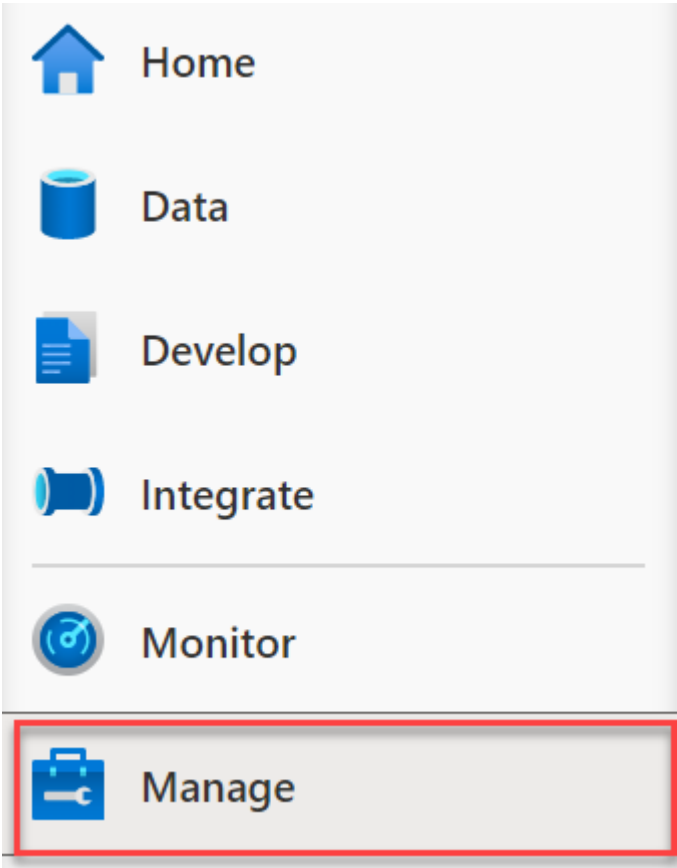 Home
Data
Develop
Integrate
Monitor
Manage